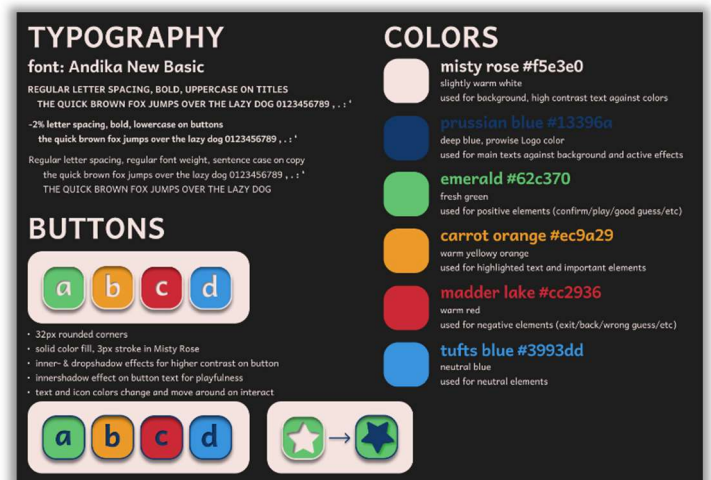 TYPOGRAPHY
font: Andika New Basic
REGULAR LETTER SPACING, BOLD, UPPERCASE ON TITLES
THE QUICK BROWN FOX JUMPS OVER THE LAZY DOG 0123456789 , . : '
-2% letter spacing, bold, lowercase on buttons
the quick brown fox jumps over the lazy dog 0123456789 , . : '
Regular letter spacing, regular font weight, sentence case on copy
the quick brown fox jumps over the lazy dog 0123456789 , . : '
THE QUICK BROWN FOX JUMPS OVER THE LAZY DOG
BUTTONS
a b c d
• 32px rounded corners
• solid color fill, 3px stroke in Misty Rose
• inner- & dropshadow effects for higher contrast on button
• innershadow effect on button text for playfulness
• text and icon colors change and move around on interact
a b c d
COLORS
misty rose #f5e3e0
slightly warm white
used for background, high contrast text against colors
prussian blue #13396a
deep blue, prowise Logo color
used for main texts against background and active effects
emerald #62c370
fresh green
used for positive elements (confirm/play/good guess/etc)
carrot orange #ec9a29
warm yellowy orange
used for highlighted text and important elements
madder lake #cc2936
warm red
used for negative elements (exit/back/wrong guess/etc)
tufts blue #3993dd
neutral blue
used for neutral elements